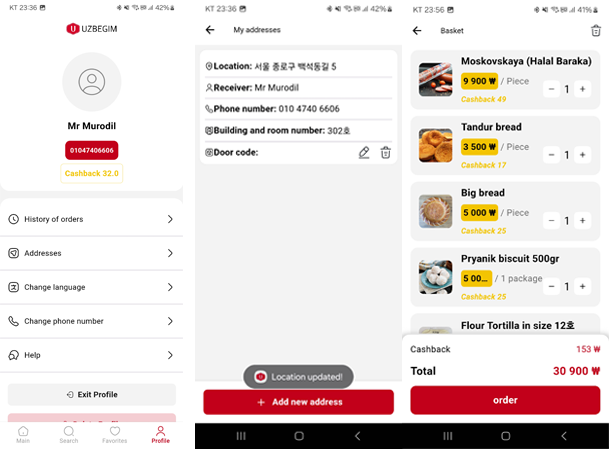 KT 23:36 42%
UZBEGIM
Mr Murodil
01047406606
Cashback 32.0
History of orders
Addresses
Change language
Change phone number
Help
Exit Profile
Main Search Favorites Profile
KT 23:36 42%
My addresses
Location: 서울 종로구 백석동길 5
Receiver: Mr Murodil
Phone number: 010 4740 6606
Building and room number: 302호
Door code:
Location updated!
+ Add new address
KT 23:56 41%
Basket
Moskovskaya (Halal Baraka)
9 900 ₩ / Piece
− 1 +
Cashback 49
Tandur bread
3 500 ₩ / Piece
− 1 +
Cashback 17
Big bread
5 000 ₩ / Piece
− 1 +
Cashback 25
Pryanik biscuit 500gr
5 00... / 1 package
− 1 +
Cashback 25
Flour Tortilla in size 12호
Cashback 153 ₩
Total 30 900 ₩
order